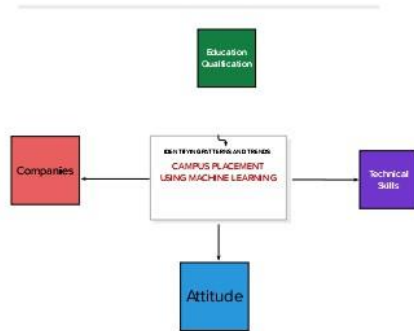 Education
Qualification
IDENTIFYING PATTERNS AND TRENDS
CAMPUS PLACEMENT
USING MACHINE LEARNING
Companies
Technical
Skills
Attitude